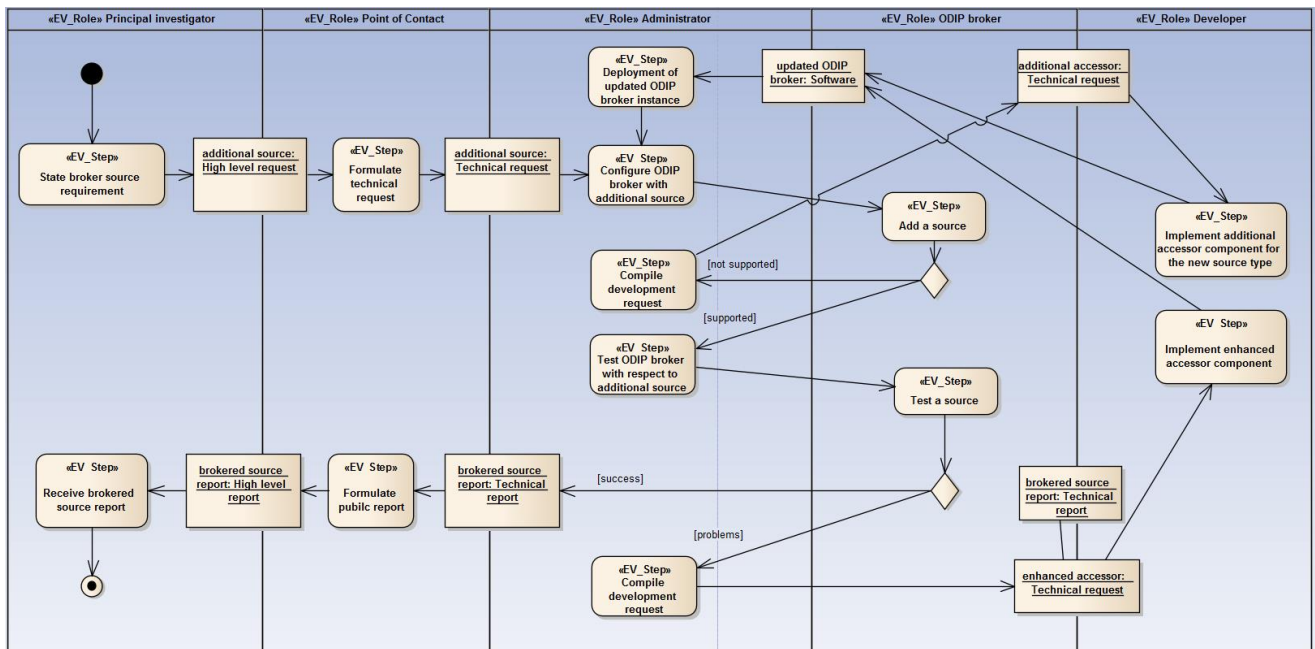 «EV_Role» Principal investigator
«EV_Role» Point of Contact
«EV_Role» Administrator
«EV_Role» ODIP broker
«EV_Role» Developer
«EV_Step»
Deployment of
updated ODIP
broker instance
updated ODIP
broker: Software
additional accessor:
Technical request
«EV_Step»
State broker source
requirement
additional source:
High level request
«EV_Step»
Formulate
technical
request
additional source:
Technical request
«EV_Step»
Configure ODIP
broker with
additional source
«EV_Step»
Add a source
«EV_Step»
Implement additional
accessor component for
the new source type
[not supported]
«EV_Step»
Compile
development
request
[supported]
«EV_Step»
Test ODIP broker
with respect to
additional source
«EV_Step»
Test a source
«EV_Step»
Implement enhanced
accessor component
«EV_Step»
Receive brokered
source report
brokered source
report: High level
report
«EV_Step»
Formulate
pubilc report
brokered source
report: Technical
report
[success]
brokered source
report: Technical
report
[problems]
«EV_Step»
Compile
development
request
enhanced accessor:
Technical request